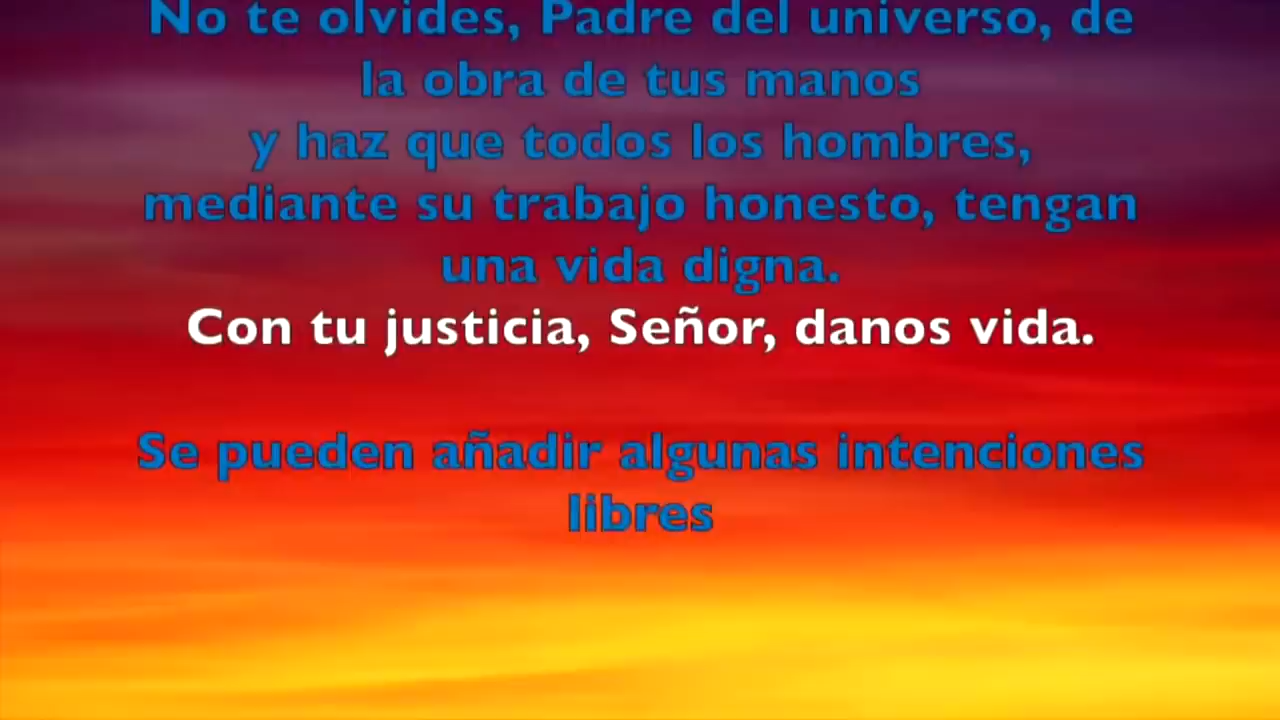 No te olvides, Padre del universo, de
la obra de tus manos
y haz que todos los hombres,
mediante su trabajo honesto, tengan
una vida digna.
Con tu justicia, Señor, danos vida.
Se pueden añadir algunas intenciones
libres